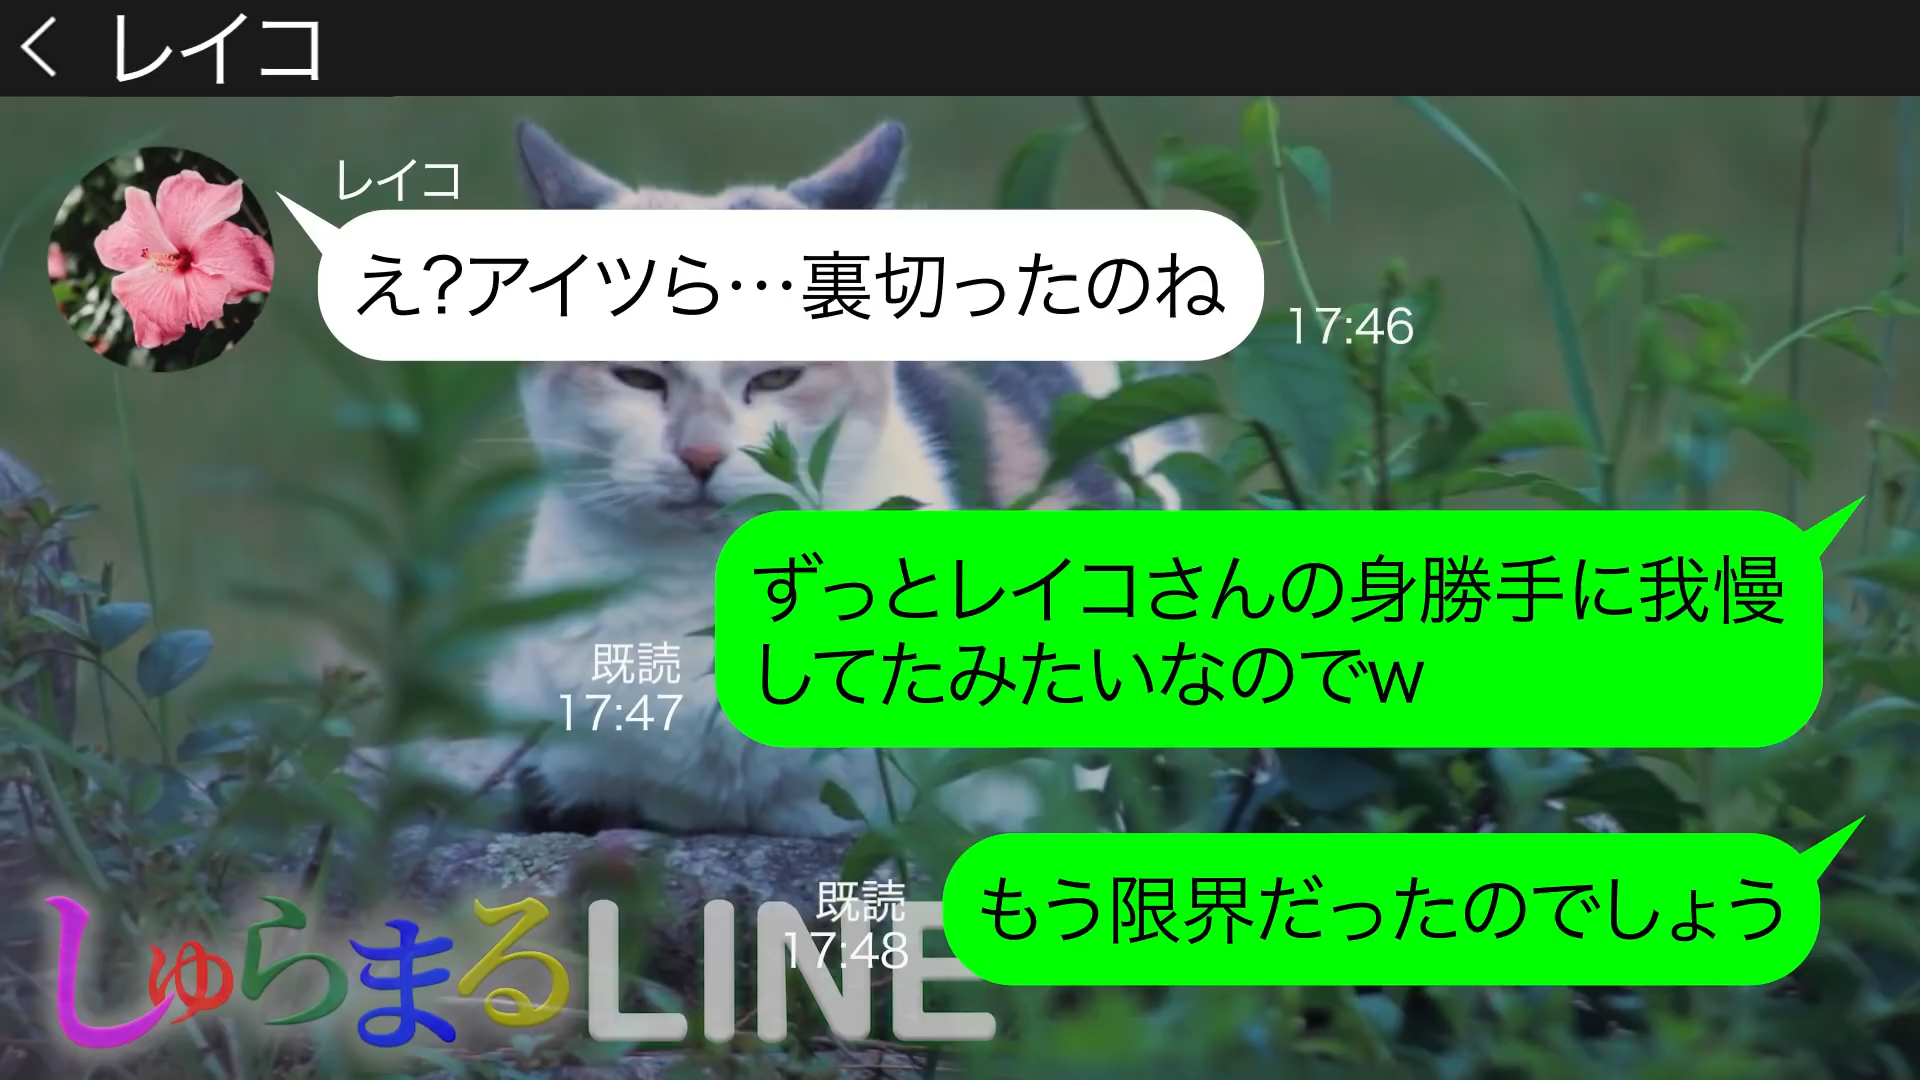 レイコ
レイコ
え?アイツら…裏切ったのね
17:46
ずっとレイコさんの身勝手に我慢
してたみたいなのでw
既読
17:47
もう限界だったのでしょう
既読
17:48
しゅらまるLINE